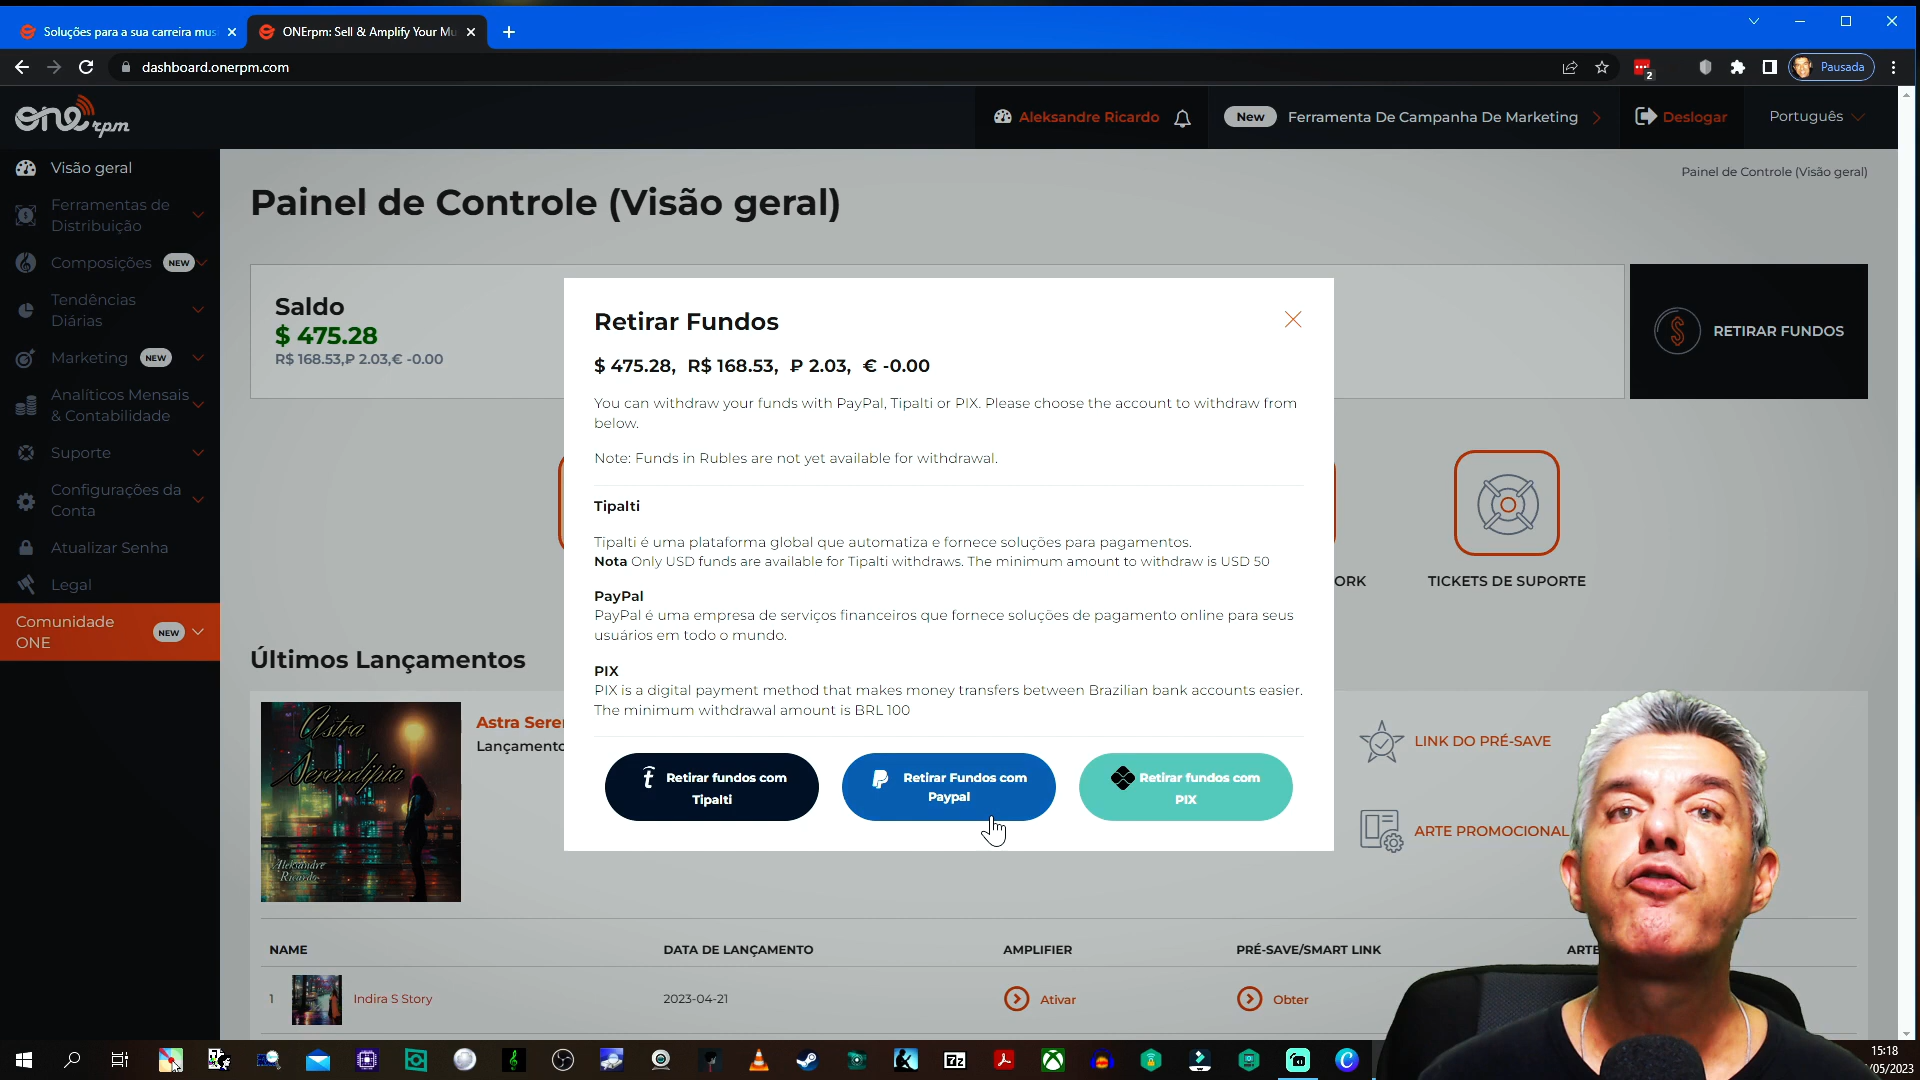 Soluções para a sua carreira mus
ONErpm: Sell & Amplify Your Mu
dashboard.onerpm.com
2
Pausada
one rpm
Aleksandre Ricardo
New
Ferramenta De Campanha De Marketing
Deslogar
Português
Visão geral
Ferramentas de
Distribuição
Composições NEW
Tendências
Diárias
Marketing NEW
Analíticos Mensais
& Contabilidade
Suporte
Configurações da
Conta
Atualizar Senha
Legal
Comunidade
ONE
NEW
Painel de Controle (Visão geral)
Painel de Controle (Visão geral)
Saldo
$ 475.28
R$ 168.53,₽ 2.03,€ -0.00
RETIRAR FUNDOS
Retirar Fundos
$ 475.28, R$ 168.53, ₽ 2.03, € -0.00
You can withdraw your funds with PayPal, Tipalti or PIX. Please choose the account to withdraw from
below.
Note: Funds in Rubles are not yet available for withdrawal.
Tipalti
Tipalti é uma plataforma global que automatiza e fornece soluções para pagamentos.
Nota Only USD funds are available for Tipalti withdraws. The minimum amount to withdraw is USD 50
PayPal
PayPal é uma empresa de serviços financeiros que fornece soluções de pagamento online para seus
usuários em todo o mundo.
PIX
PIX is a digital payment method that makes money transfers between Brazilian bank accounts easier.
The minimum withdrawal amount is BRL 100
Retirar fundos com
Tipalti
Retirar Fundos com
Paypal
Retirar fundos com
PIX
ORK
TICKETS DE SUPORTE
Últimos Lançamentos
Astra Serendipia
Aleksandre
Ricardo
Astra Seren
Lançamento
LINK DO PRÉ-SAVE
ARTE PROMOCIONAL
NAME
DATA DE LANÇAMENTO
AMPLIFIER
PRÉ-SAVE/SMART LINK
ARTE
1
Indira S Story
2023-04-21
Ativar
Obter
7z
15:18
/05/2023